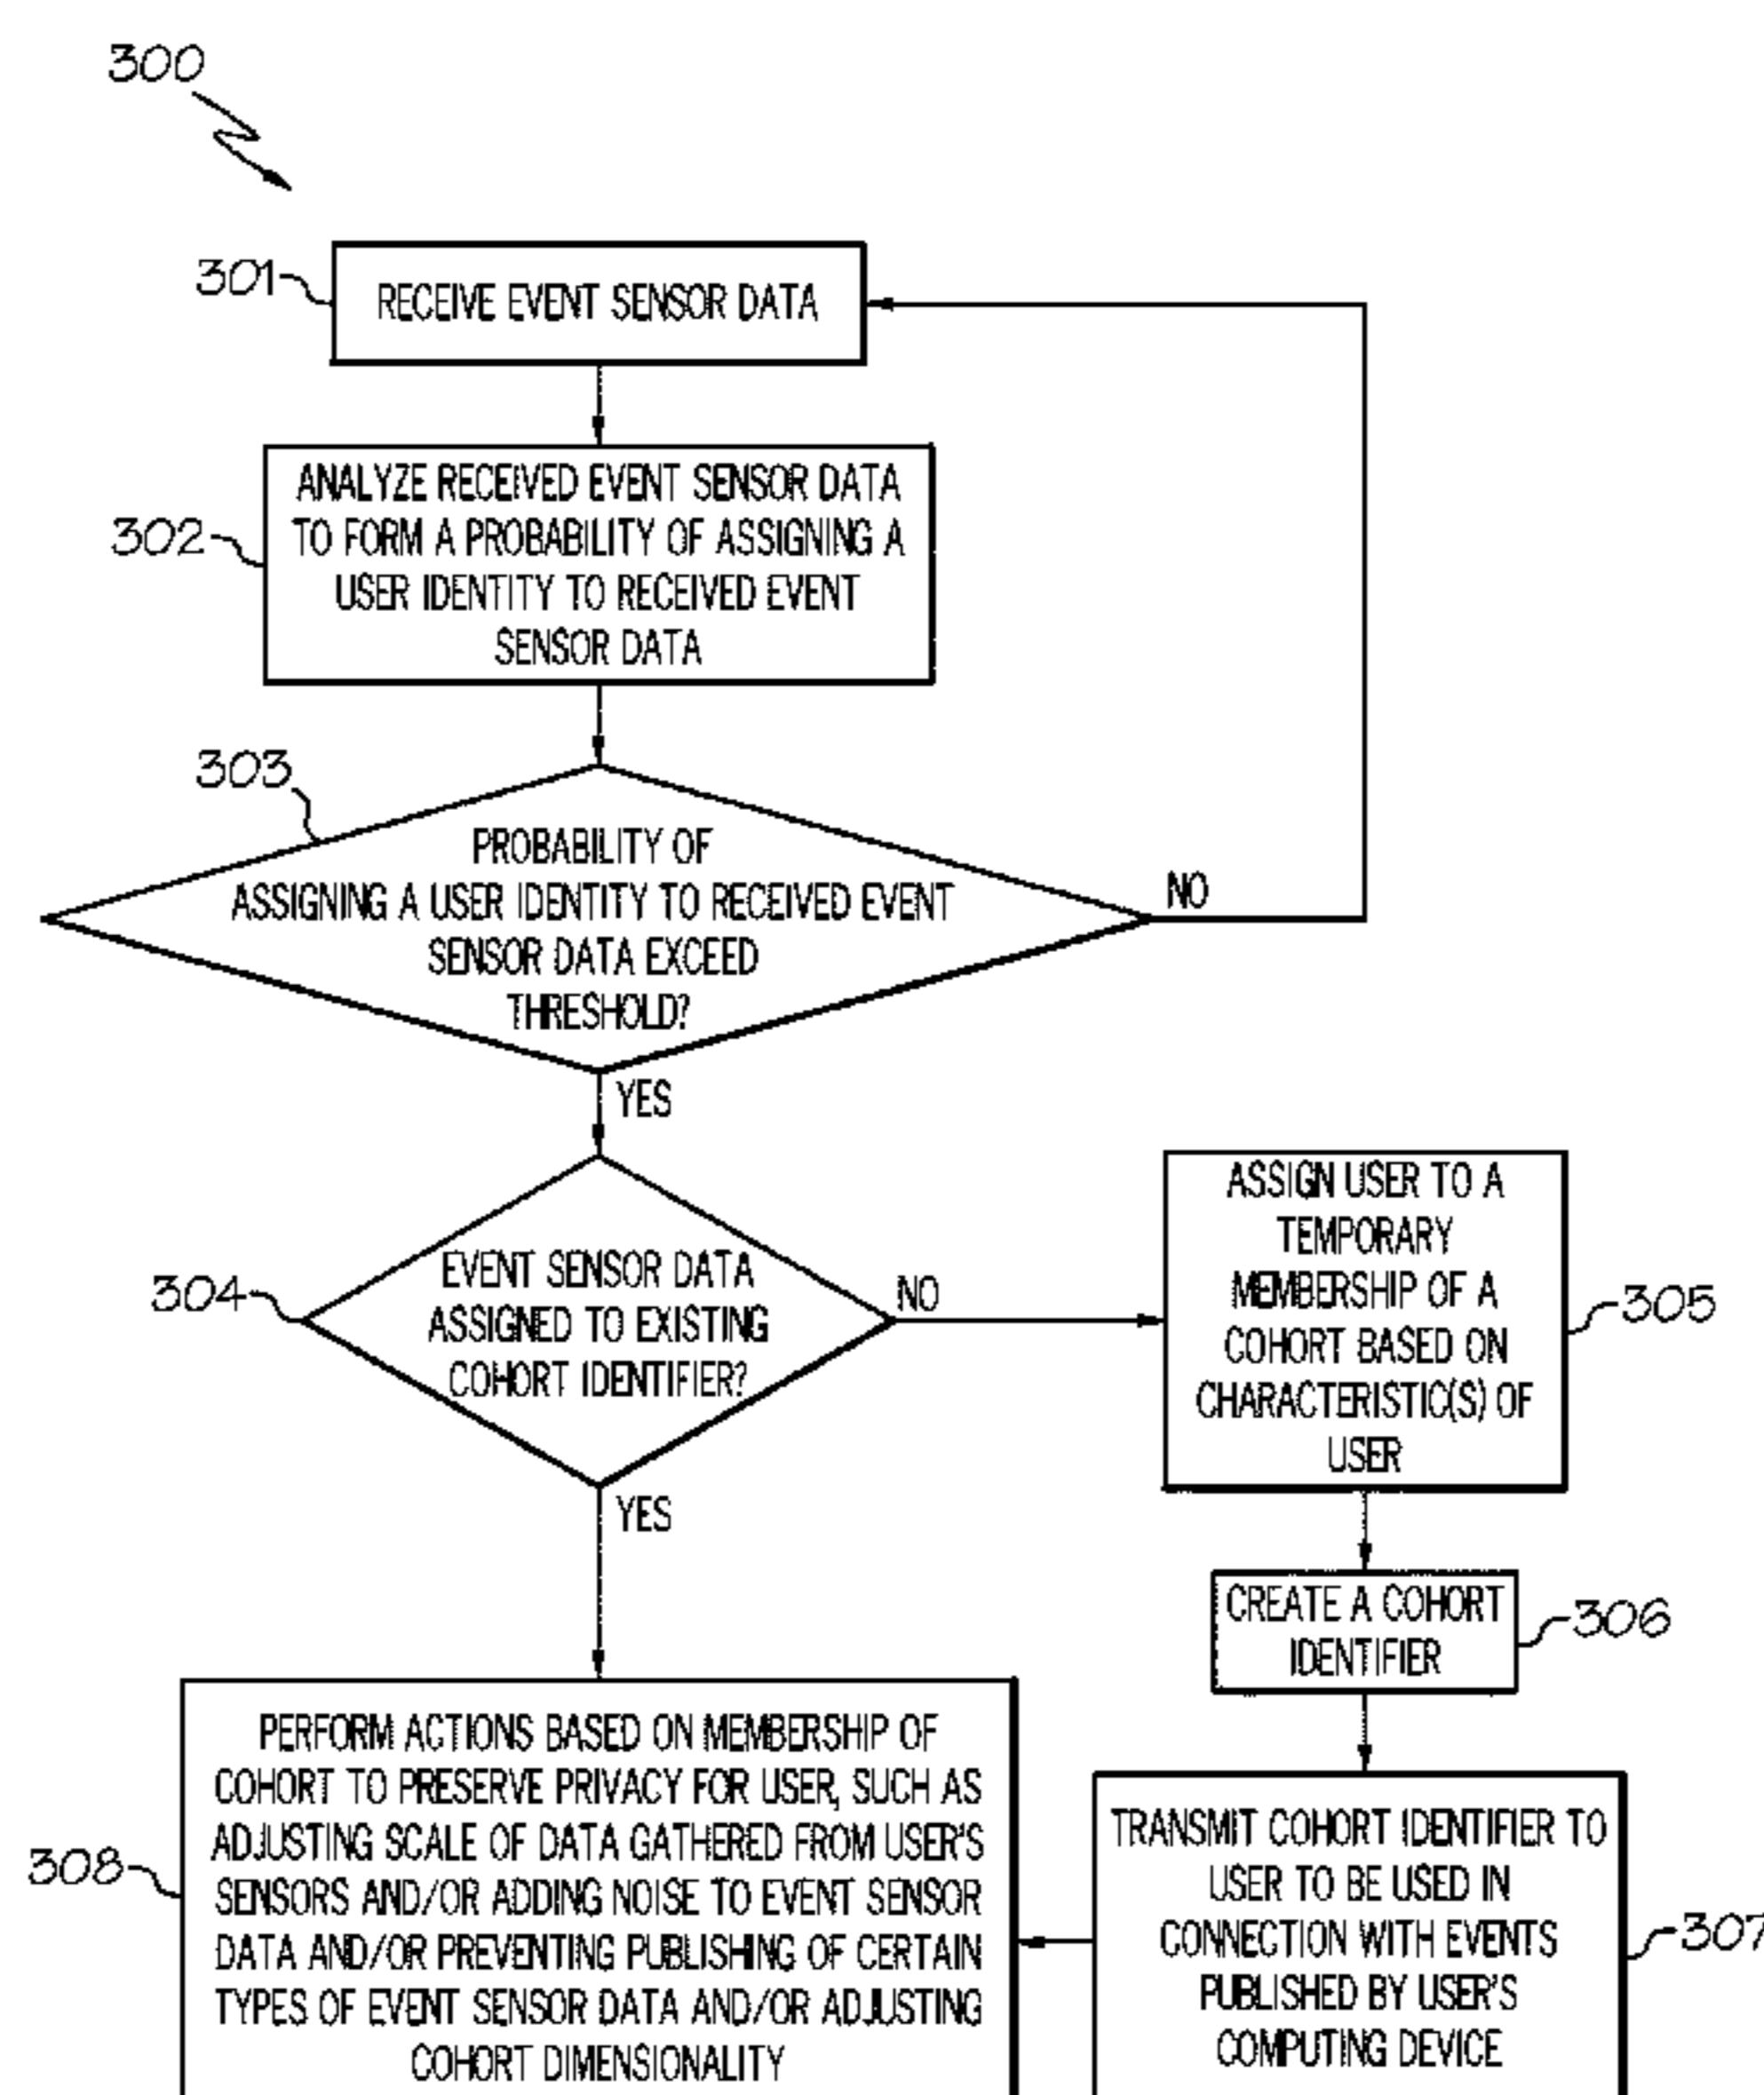 300
301
RECEIVE EVENT SENSOR DATA
302
ANALYZE RECEIVED EVENT SENSOR DATA
TO FORM A PROBABILITY OF ASSIGNING A
USER IDENTITY TO RECEIVED EVENT
SENSOR DATA
303
PROBABILITY OF
ASSIGNING A USER IDENTITY TO RECEIVED EVENT
SENSOR DATA EXCEED
THRESHOLD?
NO
YES
304
EVENT SENSOR DATA
ASSIGNED TO EXISTING
COHORT IDENTIFIER?
NO
YES
ASSIGN USER TO A
TEMPORARY
MEMBERSHIP OF A
COHORT BASED ON
CHARACTERISTIC(S) OF
USER
305
CREATE A COHORT
IDENTIFIER
306
TRANSMIT COHORT IDENTIFIER TO
USER TO BE USED IN
CONNECTION WITH EVENTS
PUBLISHED BY USER'S
COMPUTING DEVICE
307
308
PERFORM ACTIONS BASED ON MEMBERSHIP OF
COHORT TO PRESERVE PRIVACY FOR USER, SUCH AS
ADJUSTING SCALE OF DATA GATHERED FROM USER'S
SENSORS AND/OR ADDING NOISE TO EVENT SENSOR
DATA AND/OR PREVENTING PUBLISHING OF CERTAIN
TYPES OF EVENT SENSOR DATA AND/OR ADJUSTING
COHORT DIMENSIONALITY